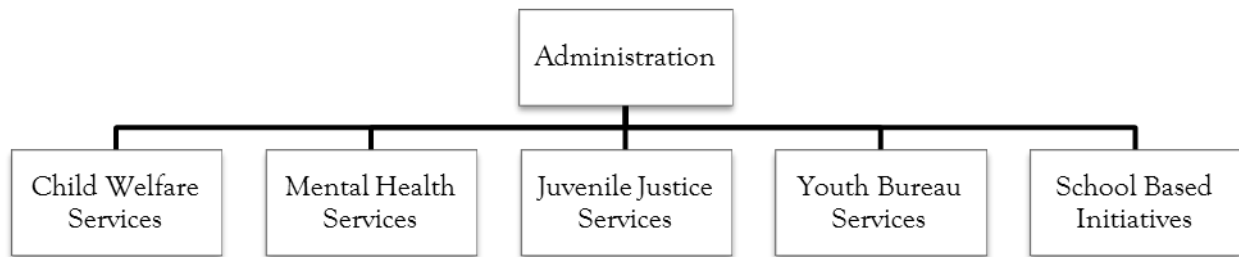 Administration
Child Welfare
Services
Mental Health
Services
Juvenile Justice
Services
Youth Bureau
Services
School Based
Initiatives